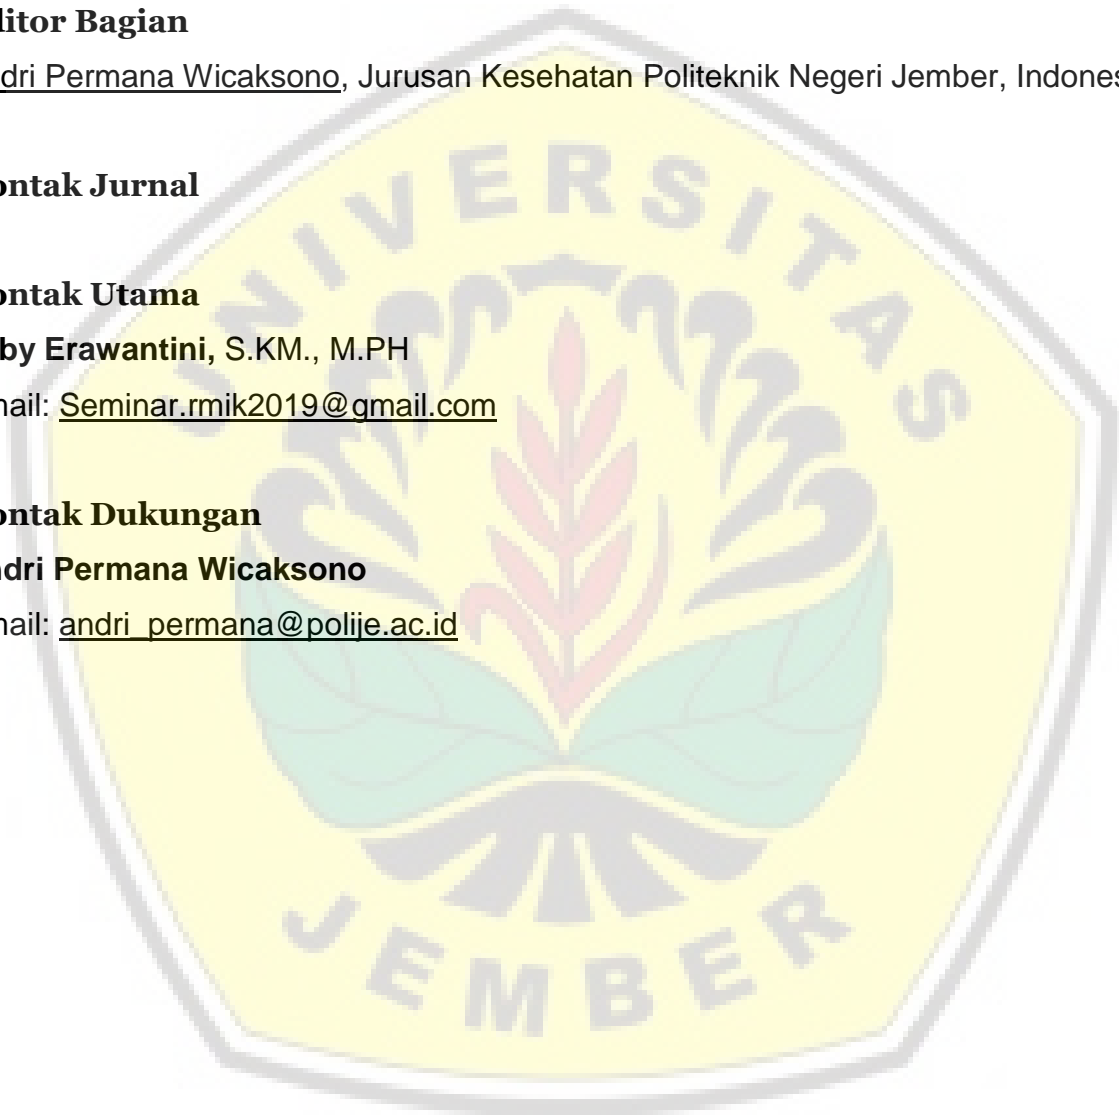 ditor Bagian
ndri Permana Wicaksono, Jurusan Kesehatan Politeknik Negeri Jember, Indones
ontak Jurnal
ontak Utama
by Erawantini, S.KM., M.PH
nail: Seminar.rmik2019@gmail.com
ontak Dukungan
ndri Permana Wicaksono
nail: andri_permana@polije.ac.id
UNIVERSITAS
JEMBER